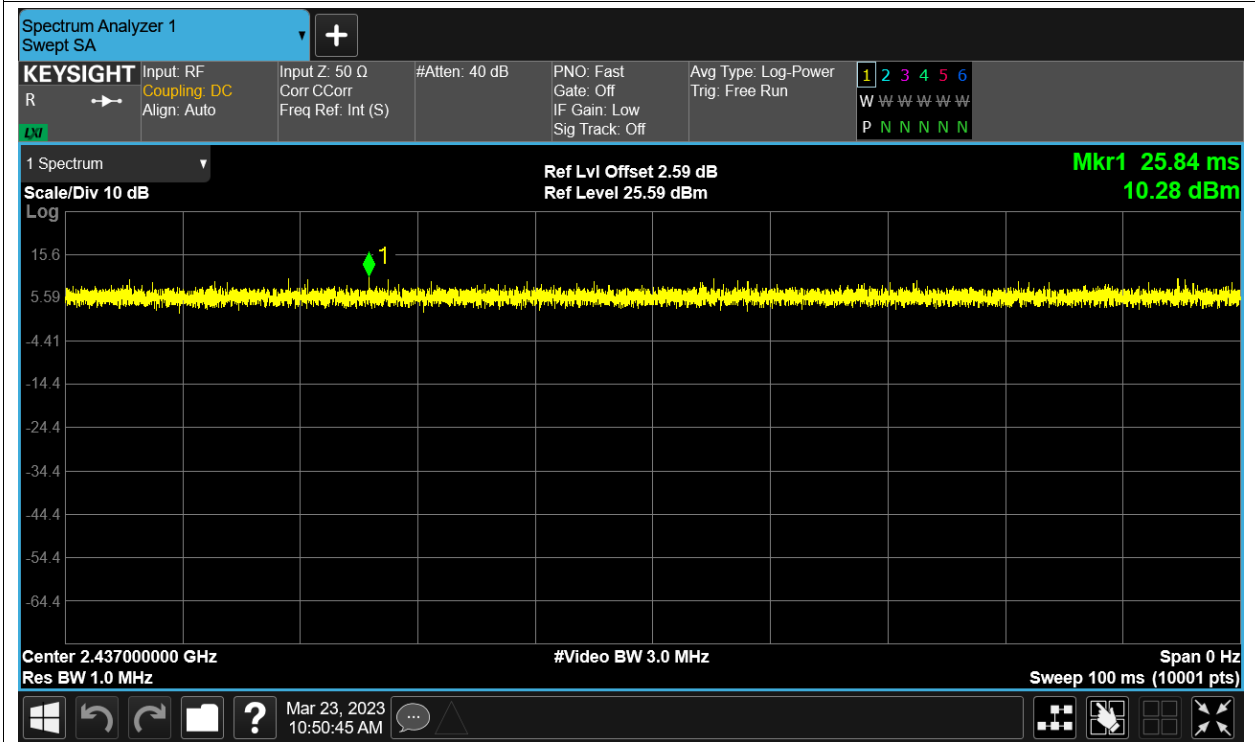 Spectrum Analyzer 1
Swept SA
+
KEYSIGHT
R
LXI
Input: RF
Coupling: DC
Align: Auto
Input Z: 50 Ω
Corr CCorr
Freq Ref: Int (S)
#Atten: 40 dB
PNO: Fast
Gate: Off
IF Gain: Low
Sig Track: Off
Avg Type: Log-Power
Trig: Free Run
1 2 3 4 5 6
W W W W W W
P N N N N N
1 Spectrum
Scale/Div 10 dB
Log
Ref Lvl Offset 2.59 dB
Ref Level 25.59 dBm
Mkr1 25.84 ms
10.28 dBm
1
15.6
5.59
-4.41
-14.4
-24.4
-34.4
-44.4
-54.4
-64.4
Center 2.437000000 GHz
Res BW 1.0 MHz
#Video BW 3.0 MHz
Span 0 Hz
Sweep 100 ms (10001 pts)
?
Mar 23, 2023
10:50:45 AM